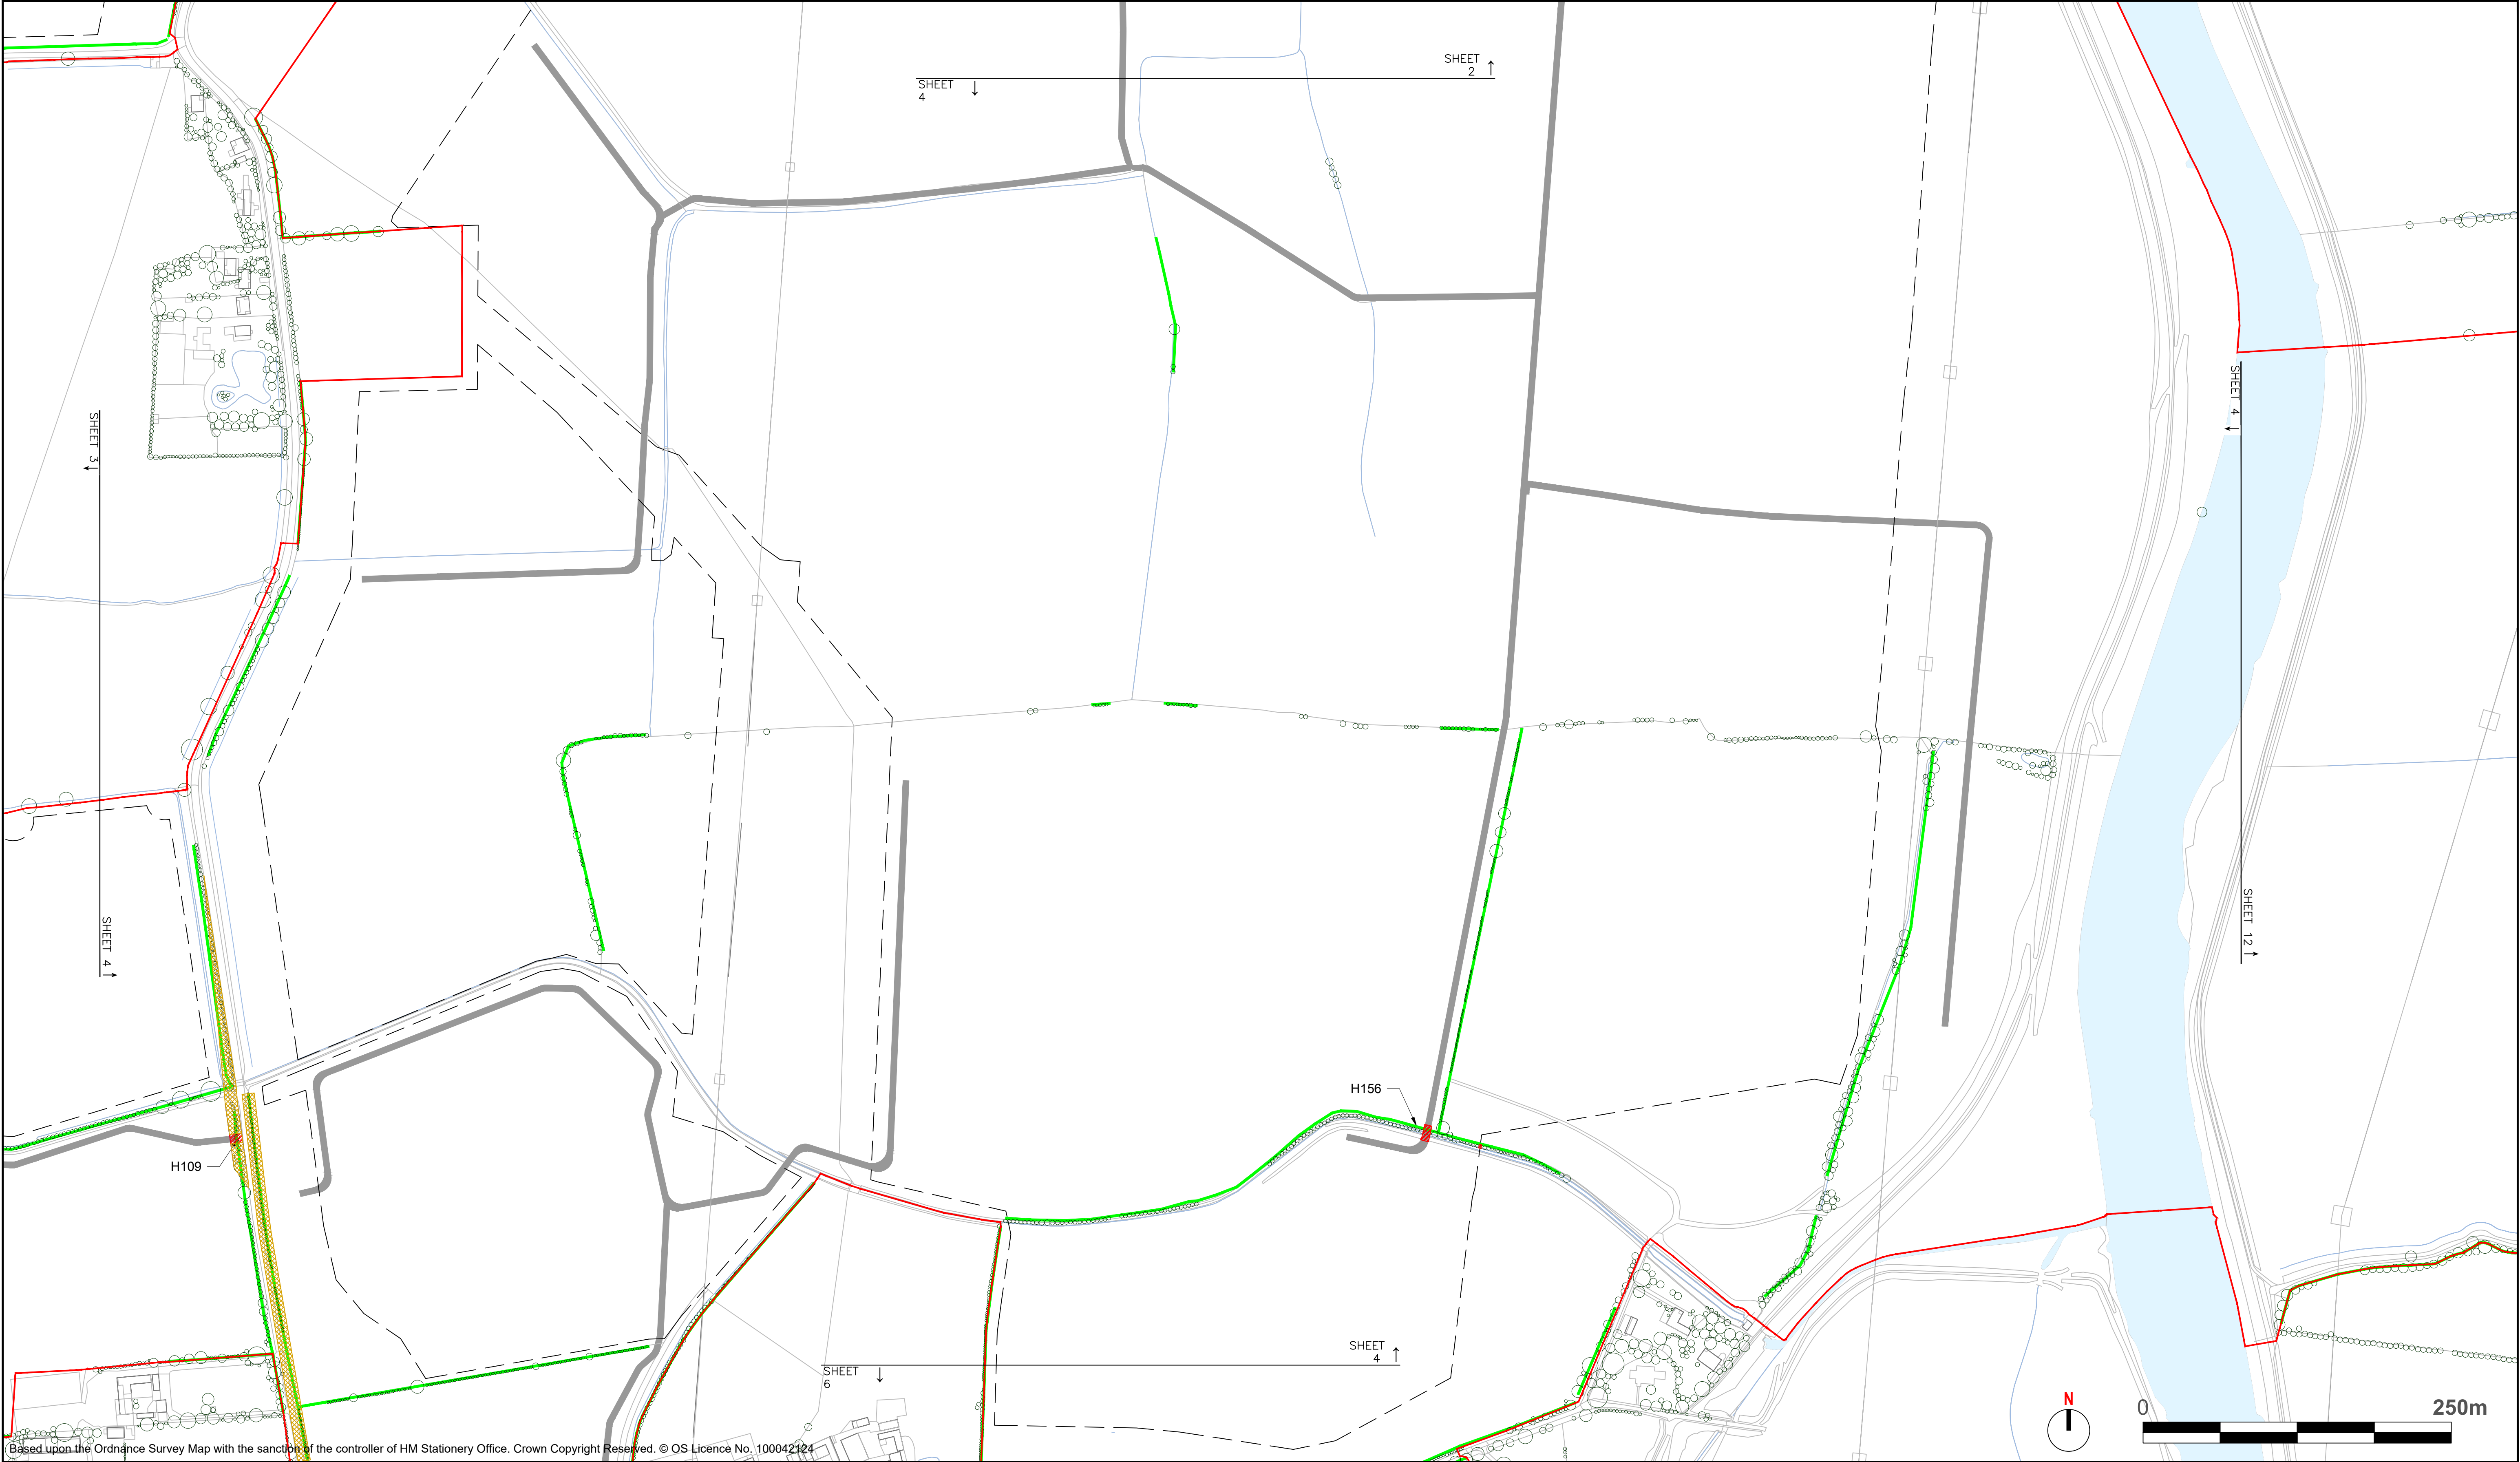 SHEET
2
SHEET
4
SHEET 3
SHEET 4
SHEET 4
SHEET 12
H156
H109
SHEET
4
SHEET
6
N
0
250m
Based upon the Ordnance Survey Map with the sanction of the controller of HM Stationery Office. Crown Copyright Reserved. © OS Licence No. 100042124